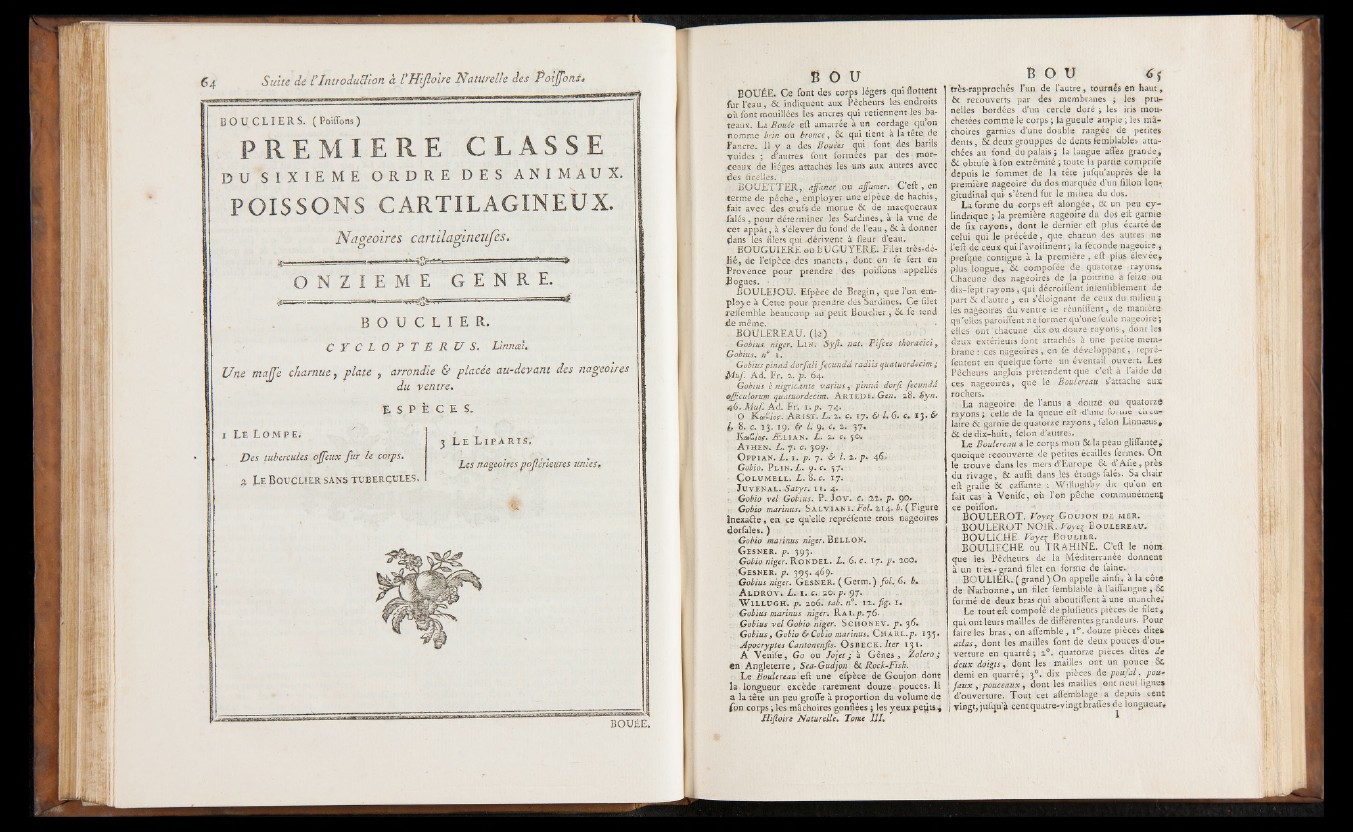 64 Suite de l'Introduction à l'Histoire Naturelle des Poissons.
BOUCLIERS. (Poissons)
PREMIERE CLASSE
DU SIXIEME ORDRE DES ANIMAUX.
POISSONS CARTILAGINEUX.
Nageoires cartilagineuses.
ONZIEME GENRE.
BOUCLIER.
CYCLOPTERUS. Linnæi.
Une masse charnue, plate, arrondie & placée au-devant des nageoires
du ventre.
ESPÈCES.
1 LE LOMPE.
Des tubercules osseux sur le corps.
2 LE BOUCLIER SANS TUBERCULES.
3 LE LIPARIS.
Les nageoires postérieures unies.
BOUÉE.
BOU
BOUÉE. Ce sont des corps légers qui flottent
sur l'eau, & indiquent aux Pêcheurs les endroits
où sont mouillées les ancres qui retiennent les ba-
teaux. La Bouée est amarrée à un cordage qu'on
nomme brin ou bronce, & qui tient à la tête de
l'ancre. Il y a des Bouées qui sont des barils
vuides ; d'autres sont formées par des mor-
ceaux de lièges attachés les uns aux autres avec
des ficelles.
BOUETTER, affaner ou affamer. C'est, en
terme de pêche, employer une espèce de hachis,
fait avec des œufs de morue & de macqueraux
salés, pour déterminer les Sardines, à la vue de
cet appât, à s'élever du fond de l'eau, & à donner
dans les filets qui dérivent à fleur d'eau.
BOUGUIERE ou BUGUYERE. Filet très-dé-
lié, de l'espèce des manets, dont on se sert en
Provence pour prendre des poissons appellés
Bogues.
BOULEJOU. Espèce de Bregin, que l'on em-
ploye à Cette pour prendre des Sardines. Ce filet
ressemble beaucoup au petit Bouclier, & se tend
de même.
BOULEREAU. (la)
Gobius niger. LIN. Syst. nat. Pisces thoracici,
Gobius. n° 1.
Gobius pinnâ dorsali secundâ radiis quatuordecim ;
Mus. Ad. Fr. 2. p. 64.
Gobius è nigricante varius, pinnâ dorsi secundâ
officulorum quatuordecim. ARTEDI. Gen. 28. Syn.
46. Mus. Ad. Fr. 1. p. 74.
O Κωβιος. ARIST. L. 2. c. 17. & l. 6. c. 13. &
l. 8. c. 13. 19. & l. 9. c. 2. 37.
Κωβιος. ÆLIAN. L. 2. c. 50.
ATHEN. L. 7. c. 309.
OPPIAN. L. 1. p. 7. & l. 2. p. 46.
Gobio. PLIN. L. 9. c. 57.
COLUMELL. L. 8. c. 17.
JUVENAL. Satyr. 11. 4.
Gobio vel Gobius. P. JOV. c. 22. p. 90.
Gobio marinus. SALVIANI. Fol. 214. b. (Figure
Inexacte, en ce qu'elle représente trois nageoires
dorsales.)
Gobio marinus niger. BELLON.
GESNER. p. 393.
Gobio niger. RONDEL. L. 6. c. 17. p. 200.
GESNER. p. 395. 469.
Gobius niger. GESNER. (Germ.) fol. 6. b.
ALDROV. L. 1. c. 20. p. 97.
WILLUGH. p. 206. tab. n°. 12. fig. 1.
Gobius marinus niger. RAI. p. 76.
Gobius vel Gobio niger. SCHONEV. p. 36.
Gobius, Gobio & Cobio marinus. CHARL. p. 135.
Apocryptes Cantonensis. OSBECK. Iter 131.
A Venise, Go ou Jojet ; à Gênes, Zolero ;
en Angleterre, Sea-Gudjon & Rock-Fish.
Le Boulereau est une espèce de Goujon dont
la longueur excède rarement douze pouces. Il
a la tête un peu grosse à proportion du volume de
son corps ; les mâchoires gonflées ; les yeux petits,
Histoire Naturelle. Tome III.
BOU 65
très-rapprochés l'un de l'autre, tournés en haut,
& recouverts par des membranes ; les pru-
nelles bordées d'un cercle doré ; les iris mou-
chetées comme le corps ; la gueule ample, les mâ-
choires garnies d'une double rangée de petites
dents, & deux grouppes de dents semblables atta-
chées au fond du palais ; la langue assez grande,
& obtuse à son extrémité ; toute la partie comprise
depuis le sommet de la tête jusqu'auprès de la
première nageoire du dos marquée d'un sillon lon-
gitudinal qui s'étend sur le milieu du dos.
La forme du corps est alongée, & un peu cy-
lindrique ; la première nageoire du dos est garnie
de six rayons, dont le dernier est plus écarté de
celui qui le précède, que chacun des autres ne
l'est de ceux qui l'avoisinent ; la seconde nageoire,
presque contiguë à la première, est plus élevée,
plus longue, & composée de quatorze rayons.
Chacune des nageoires de la poitrine a seize ou
dix-sept rayons, qui décroissent insensiblement de
part & d'autre, en s'éloignant de ceux du milieu ;
les nageoires du ventre se réunissent, de manière
qu'elles paroissent ne former qu'une seule nageoire ;
elles ont chacune dix ou douze rayons, dont les
deux extérieurs sont attachés à une petite mem-
brane : ces nageoires, en se développant, repré-
sentent en quelque sorte un éventail ouvert. Les
Pêcheurs anglois prétendent que c'est à l'aide de
ces nageoires, que le Boulereau s'attache aux
rochers.
La nageoire de l'anus a douze ou quatorze
rayons ; celle de la queue est d'une forme circu-
laire & garnie de quatorze rayons, selon Linnæus,
& de dix-huit, selon d'autres.
Le Boulereau a le corps mou & la peau glissante,
quoique recouverte de petites écailles fermes. On
le trouve dans les mers d'Europe & d'Asie, près
du rivage, & aussi dans les étangs salés. Sa chair
est grasse & cassante : Willughby dit qu'on en
fait cas à Venise, où l'on pêche communément
ce poisson.
BOULEROT. Voyez GOUJON DE MER.
BOULEROT NOIR. Voyez BOULEREAU.
BOULICHE. Voyez BOULIER.
BOULIECHE ou TRAHINE. C'est le nom
que les Pêcheurs de la Méditerranée donnent
à un très-grand filet en forme de saine.
BOULIER. (grand) On appelle ainsi, à la côte
de Narbonne, un filet semblable à l'aissaugue, &
formé de deux bras qui aboutissent à une manche.
Le tout est composé de plusieurs pièces de filet,
qui ont leurs mailles de différentes grandeurs. Pour
faire les bras, on assemble, 1°. douze pièces dites
atlas, dont les mailles sont de deux pouces d'ou-
verture en quarré ; 2°. quatorze pièces dites de
deux doigts, dont les mailles ont un pouce &
demi en quarré ; 3°. dix pièces de pousal, pou-
saux, pouceaux, dont les mailles ont neuf lignes
d'ouverture. Tout cet assemblage a depuis cent
vingt, jusqu'à cent quatre-vingt brasses de longueur.
I